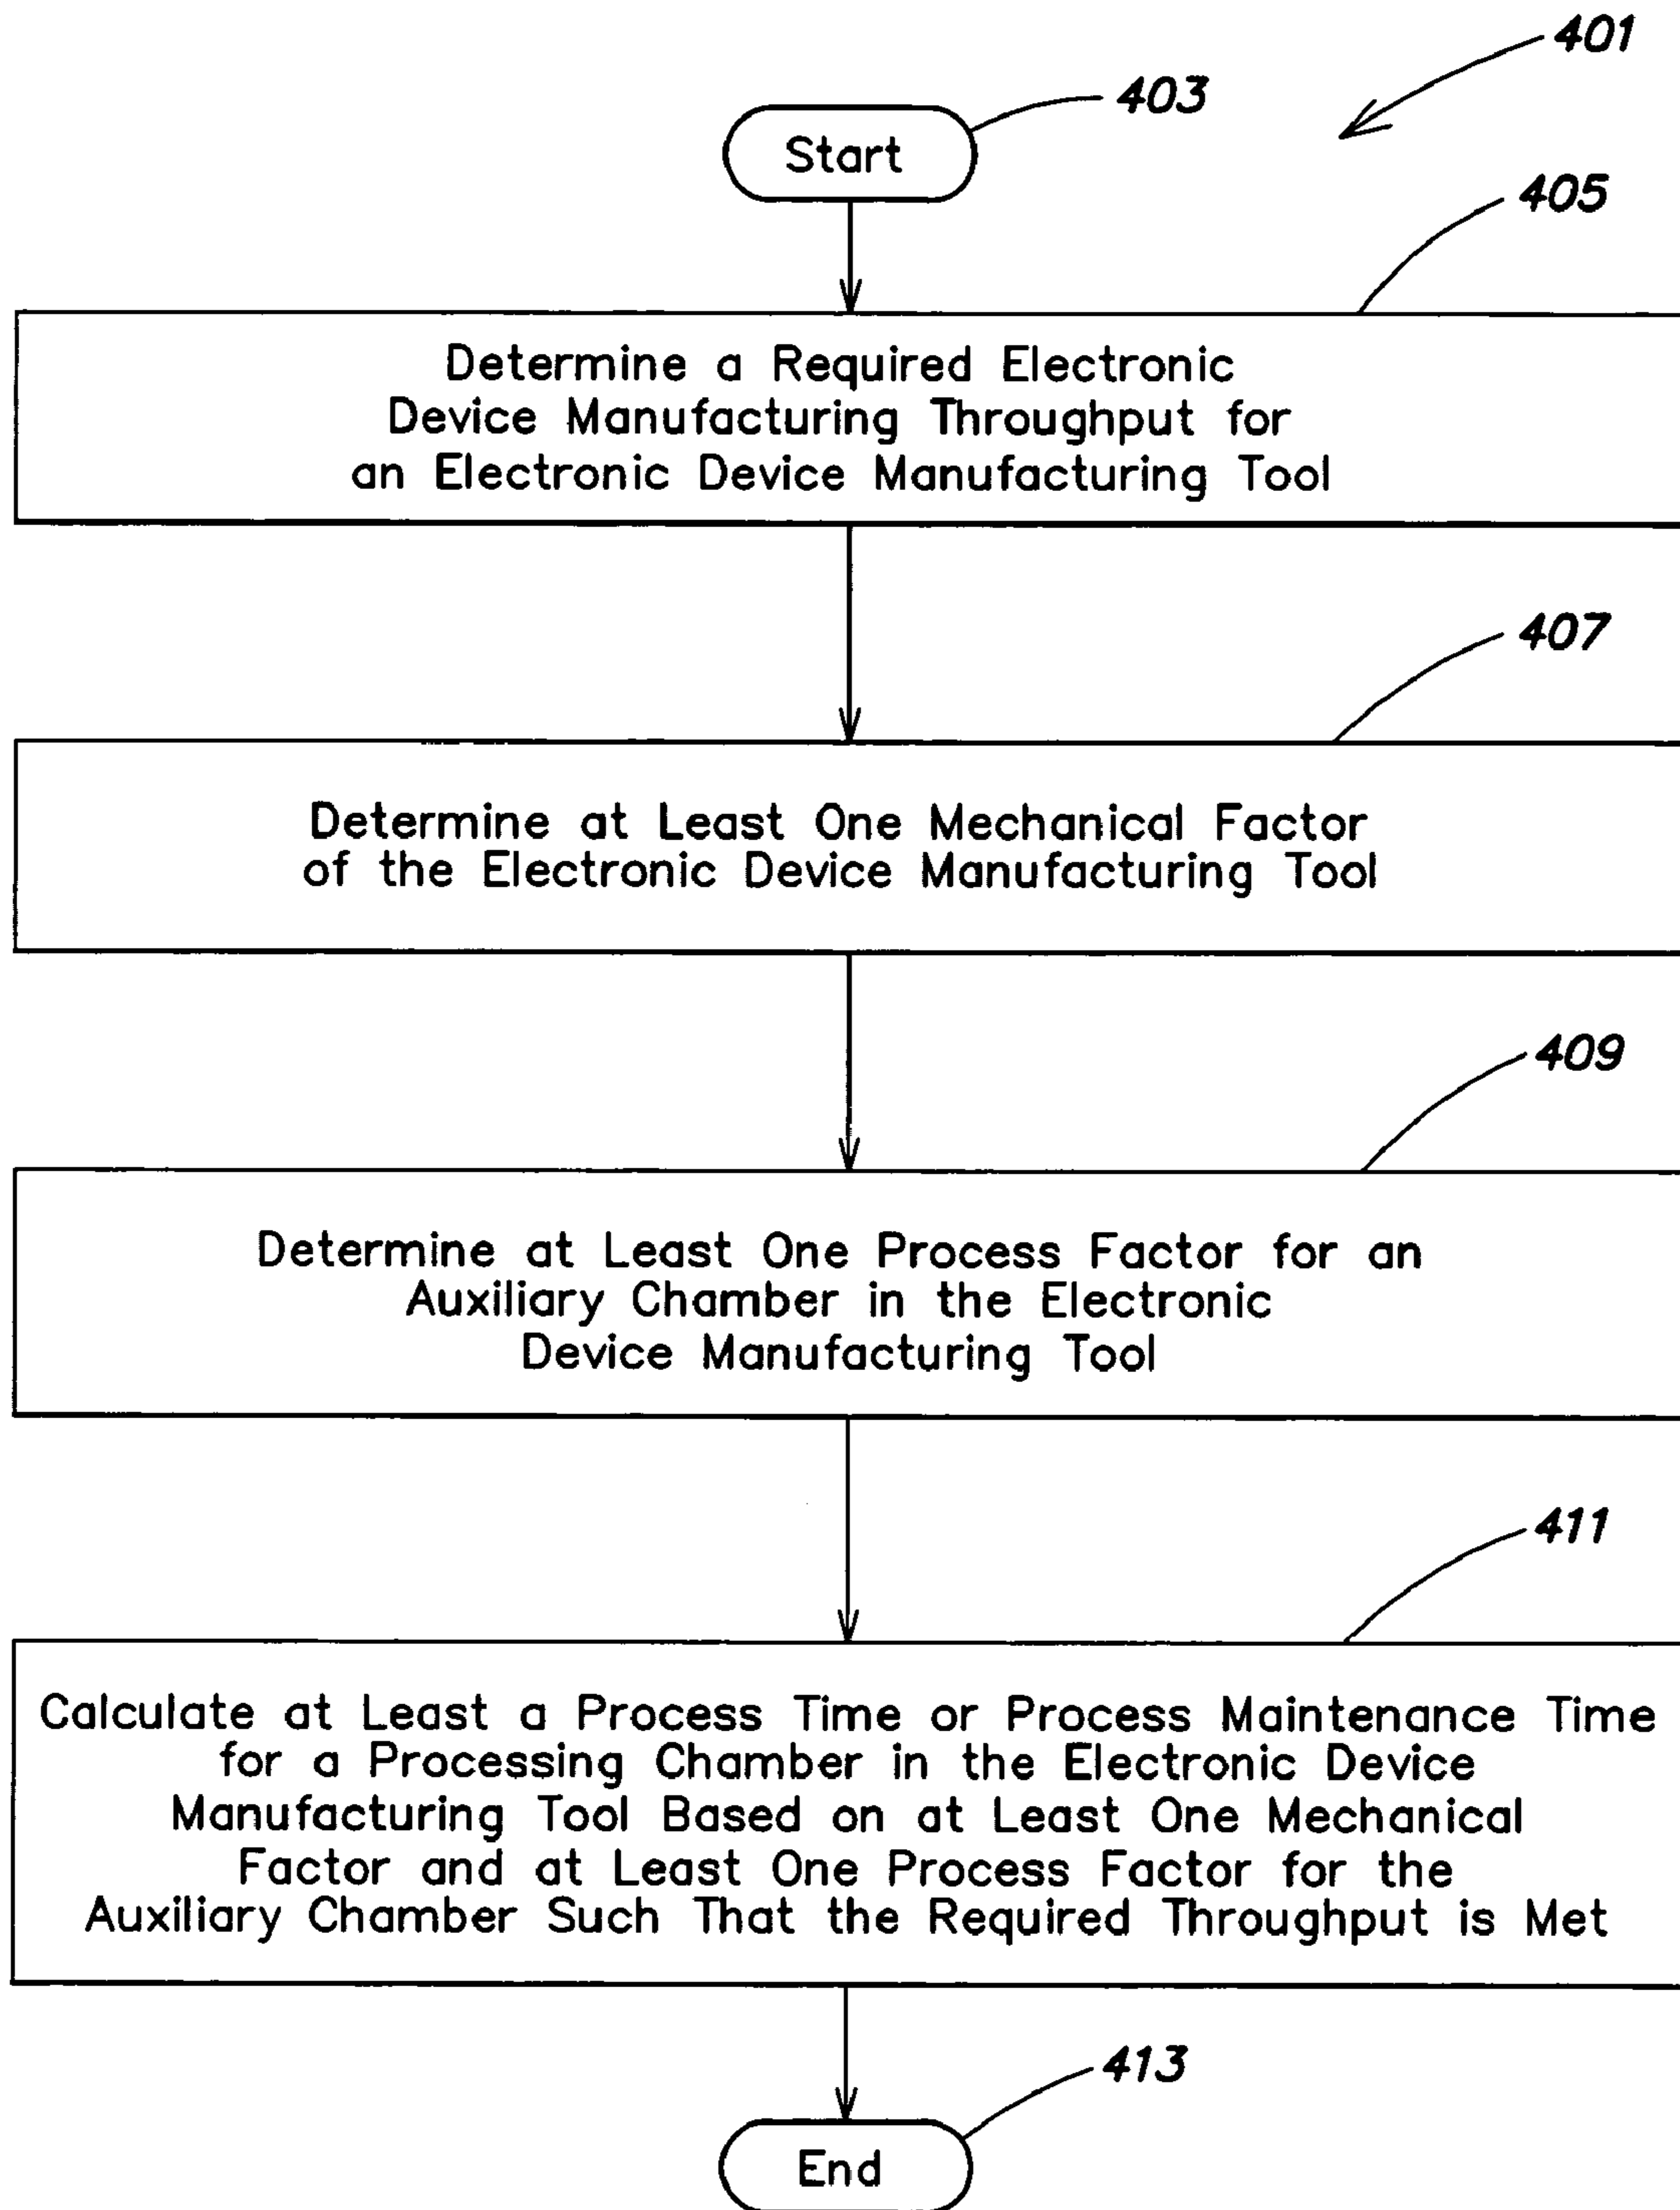 401
403
Start
405
Determine a Required Electronic
Device Manufacturing Throughput for
an Electronic Device Manufacturing Tool
407
Determine at Least One Mechanical Factor
of the Electronic Device Manufacturing Tool
409
Determine at Least One Process Factor for an
Auxiliary Chamber in the Electronic
Device Manufacturing Tool
411
Calculate at Least a Process Time or Process Maintenance Time
for a Processing Chamber in the Electronic Device
Manufacturing Tool Based on at Least One Mechanical
Factor and at Least One Process Factor for the
Auxiliary Chamber Such That the Required Throughput is Met
413
End